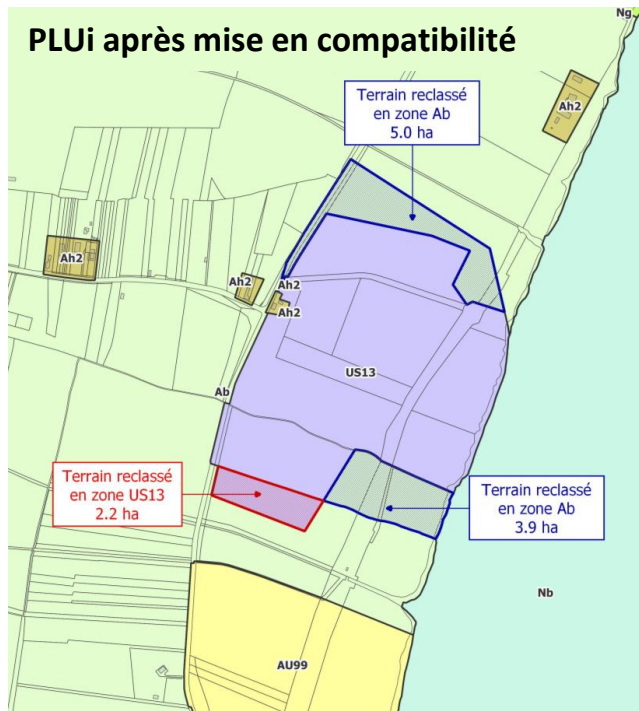 PLUi après mise en compatibilité
Ng
Terrain reclassé
en zone Ab
5.0 ha
Ah2
Ah2
Ah2
Ah2
Ah2
US13
Ab
Terrain reclassé
en zone US13
2.2 ha
Terrain reclassé
en zone Ab
3.9 ha
Nb
AU99